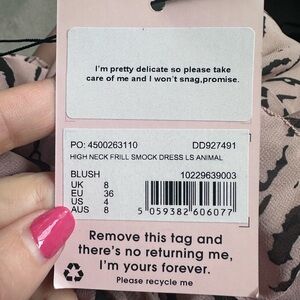 I'm pretty delicate so please take
care of me and I won't snag,promise.
PO: 4500263110 DD927491
HIGH NECK FRILL SMOCK DRESS LS ANIMAL
BLUSH 10229639003
UK 8
EU 36
US 4
AUS 8
5 059382 606077
Remove this tag and
there's no returning me,
I'm yours forever.
Please recycle me